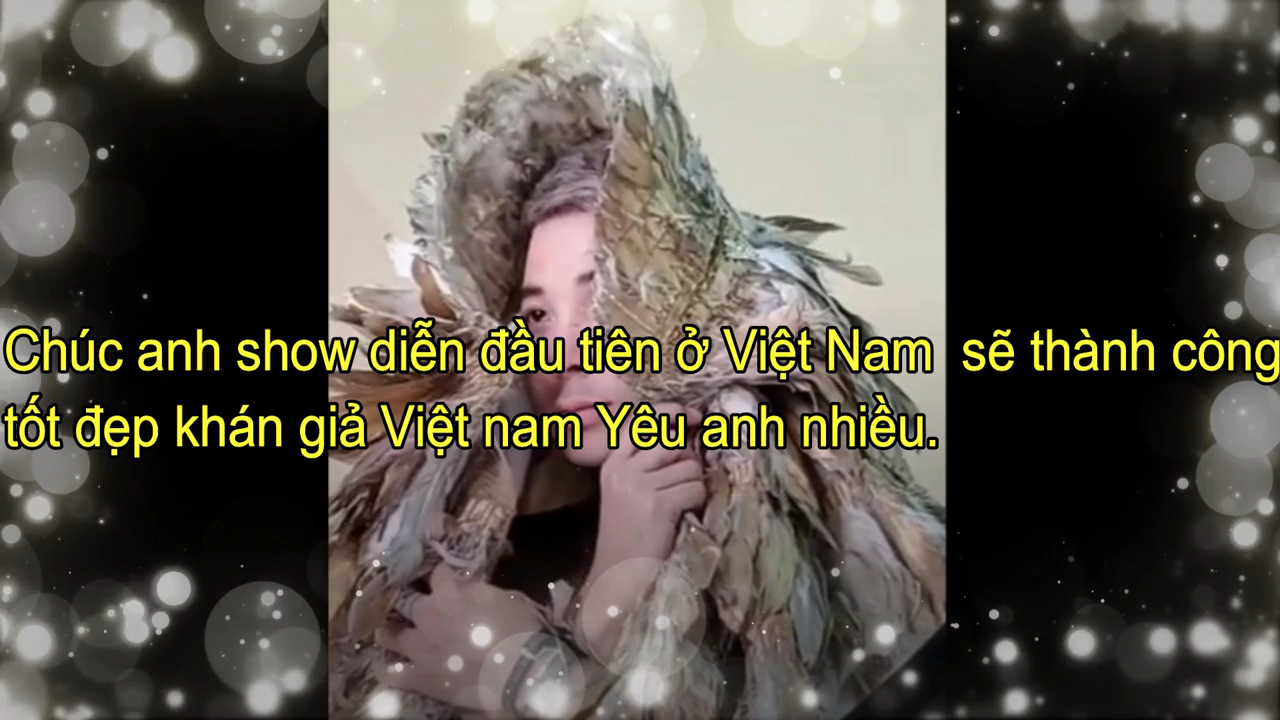 Chúc anh show diễn đầu tiên ở Việt Nam  sẽ thành công
tốt đẹp khán giả Việt nam Yêu anh nhiều.